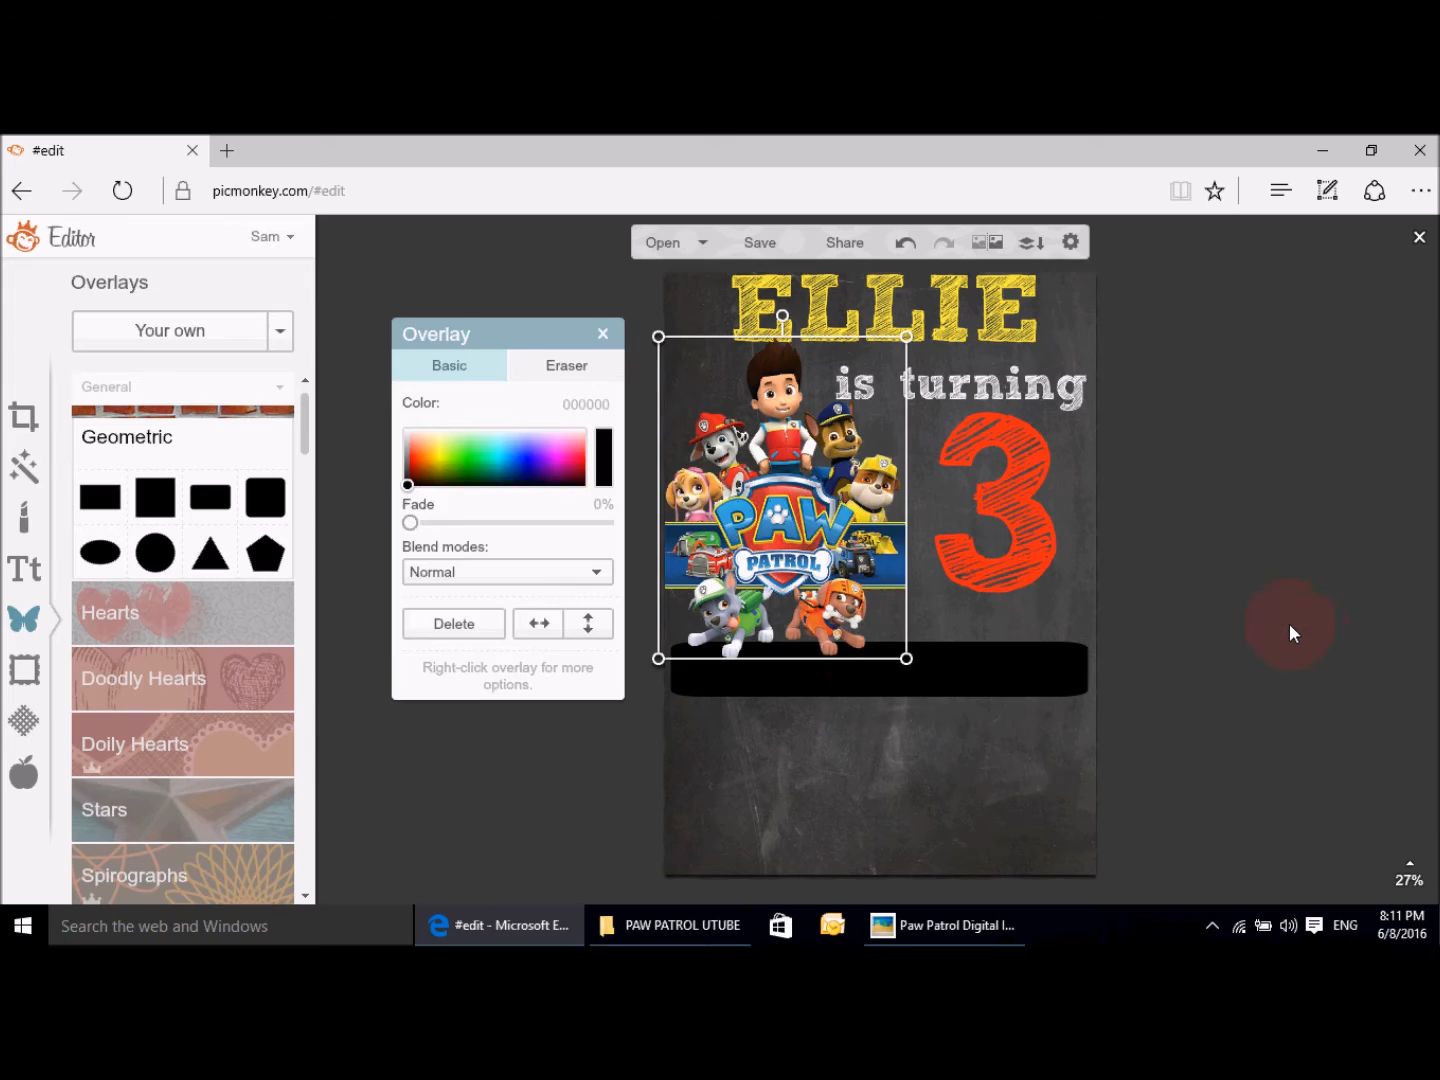 #edit
picmonkey.com/#edit
Editor
Sam
Open
Save
Share
Overlays
Your own
General
Geometric
Hearts
Doodly Hearts
Doily Hearts
Stars
Spirographs
Tt
Overlay
Basic
Eraser
Color:
000000
Fade
0%
Blend modes:
Normal
Delete
Right-click overlay for more
options.
ELLIE
is turning
3
PAW
PATROL
27%
Search the web and Windows
#edit - Microsoft E...
PAW PATROL UTUBE
Paw Patrol Digital I...
ENG
8:11 PM
6/8/2016